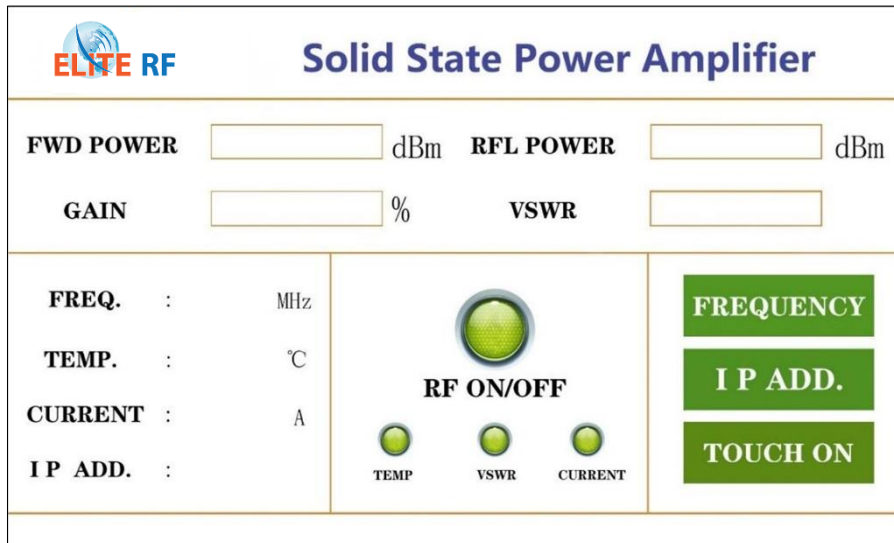 ELITE RF
Solid State Power Amplifier
FWD POWER dBm RFL POWER dBm
GAIN % VSWR
FREQ. : MHz
TEMP. : ℃
CURRENT : A
I P ADD. :
RF ON/OFF
TEMP VSWR CURRENT
FREQUENCY
I P ADD.
TOUCH ON